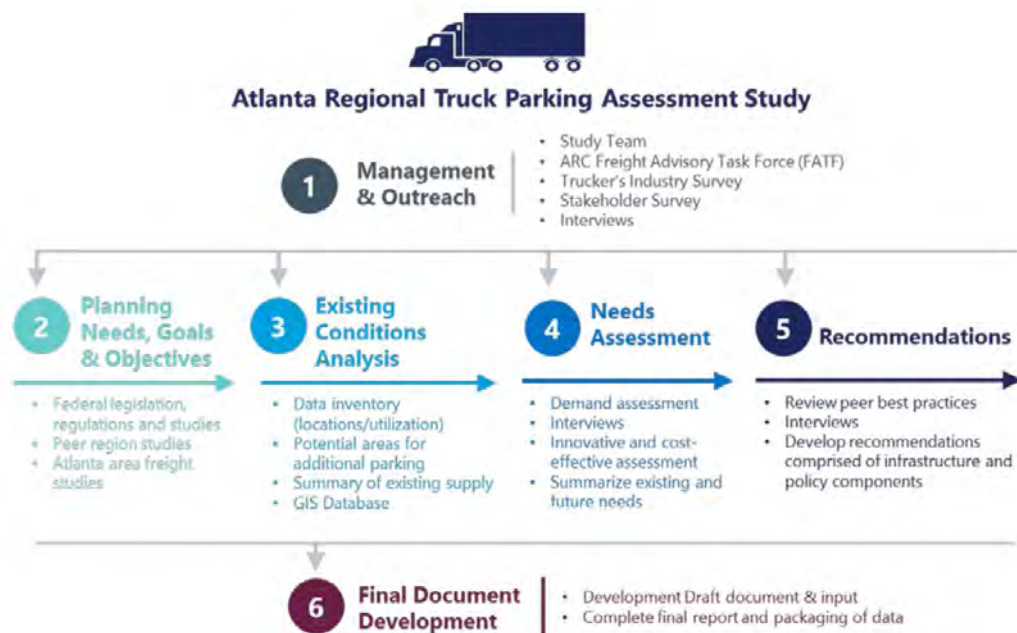 Atlanta Regional Truck Parking Assessment Study
1
Management
& Outreach
• Study Team
• ARC Freight Advisory Task Force (FATF)
• Trucker's Industry Survey
• Stakeholder Survey
• Interviews
2
Planning
Needs, Goals
& Objectives
• Federal legislation,
regulations and studies
• Peer region studies
• Atlanta area freight
studies
3
Existing
Conditions
Analysis
• Data inventory
(locations/utilization)
• Potential areas for
additional parking
• Summary of existing supply
• GIS Database
4
Needs
Assessment
• Demand assessment
• Interviews
• Innovative and cost-
effective assessment
• Summarize existing and
future needs
5
Recommendations
• Review peer best practices
• Interviews
• Develop recommendations
comprised of infrastructure and
policy components
6
Final Document
Development
• Development Draft document & input
• Complete final report and packaging of data